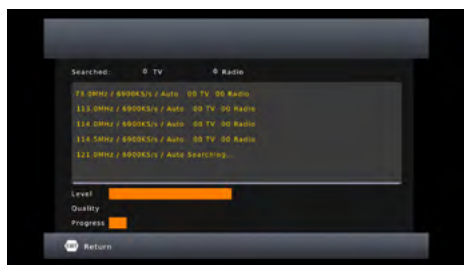 Searched: 0 TV 0 Radio
73.0MHz / 6900KS/s / Auto 00 TV 00 Radio
113.0MHz / 6900KS/s / Auto 00 TV 00 Radio
114.0MHz / 6900KS/s / Auto 00 TV 00 Radio
114.5MHz / 6900KS/s / Auto 00 TV 00 Radio
121.0MHz / 6900KS/s / Auto Searching...
Level
Quality
Progress
EXIT Return